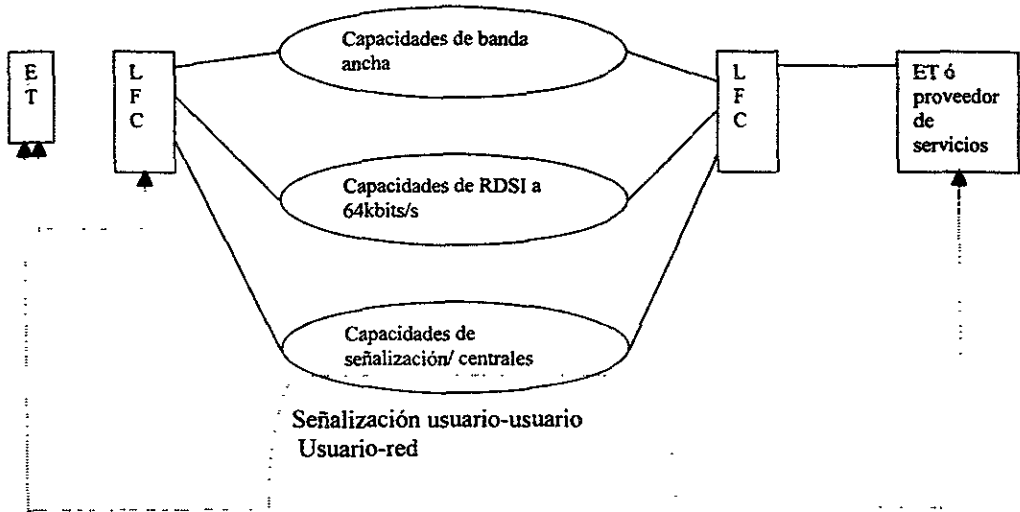 Capacidades de banda
ancha
E
T
L
F
C
L
F
C
ET ó
proveedor
de
servicios
Capacidades de RDSI a
64kbits/s
Capacidades de
señalización/ centrales
Señalización usuario-usuario
Usuario-red